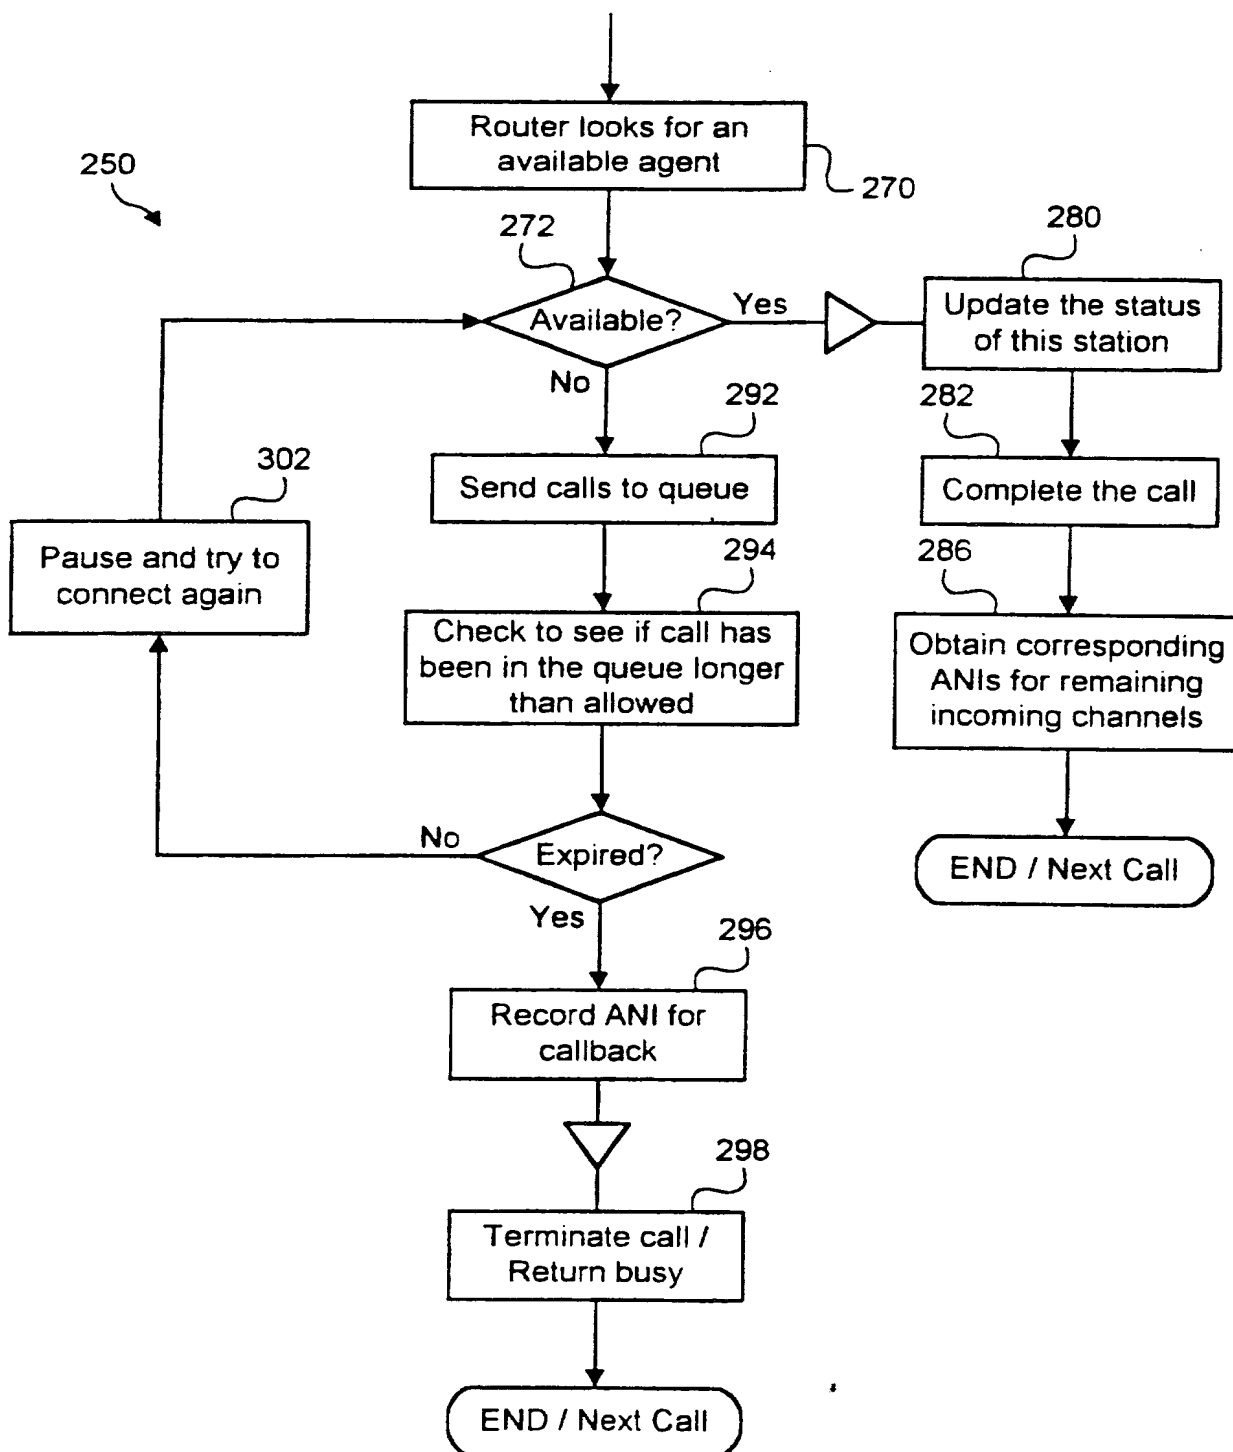 Router looks for an
available agent
270
250
272
280
Available?
Yes
No
Update the status
of this station
292
282
Send calls to queue
Complete the call
302
Pause and try to
connect again
294
286
Check to see if call has
been in the queue longer
than allowed
Obtain corresponding
ANIs for remaining
incoming channels
No
Expired?
Yes
END / Next Call
296
Record ANI for
callback
298
Terminate call /
Return busy
END / Next Call